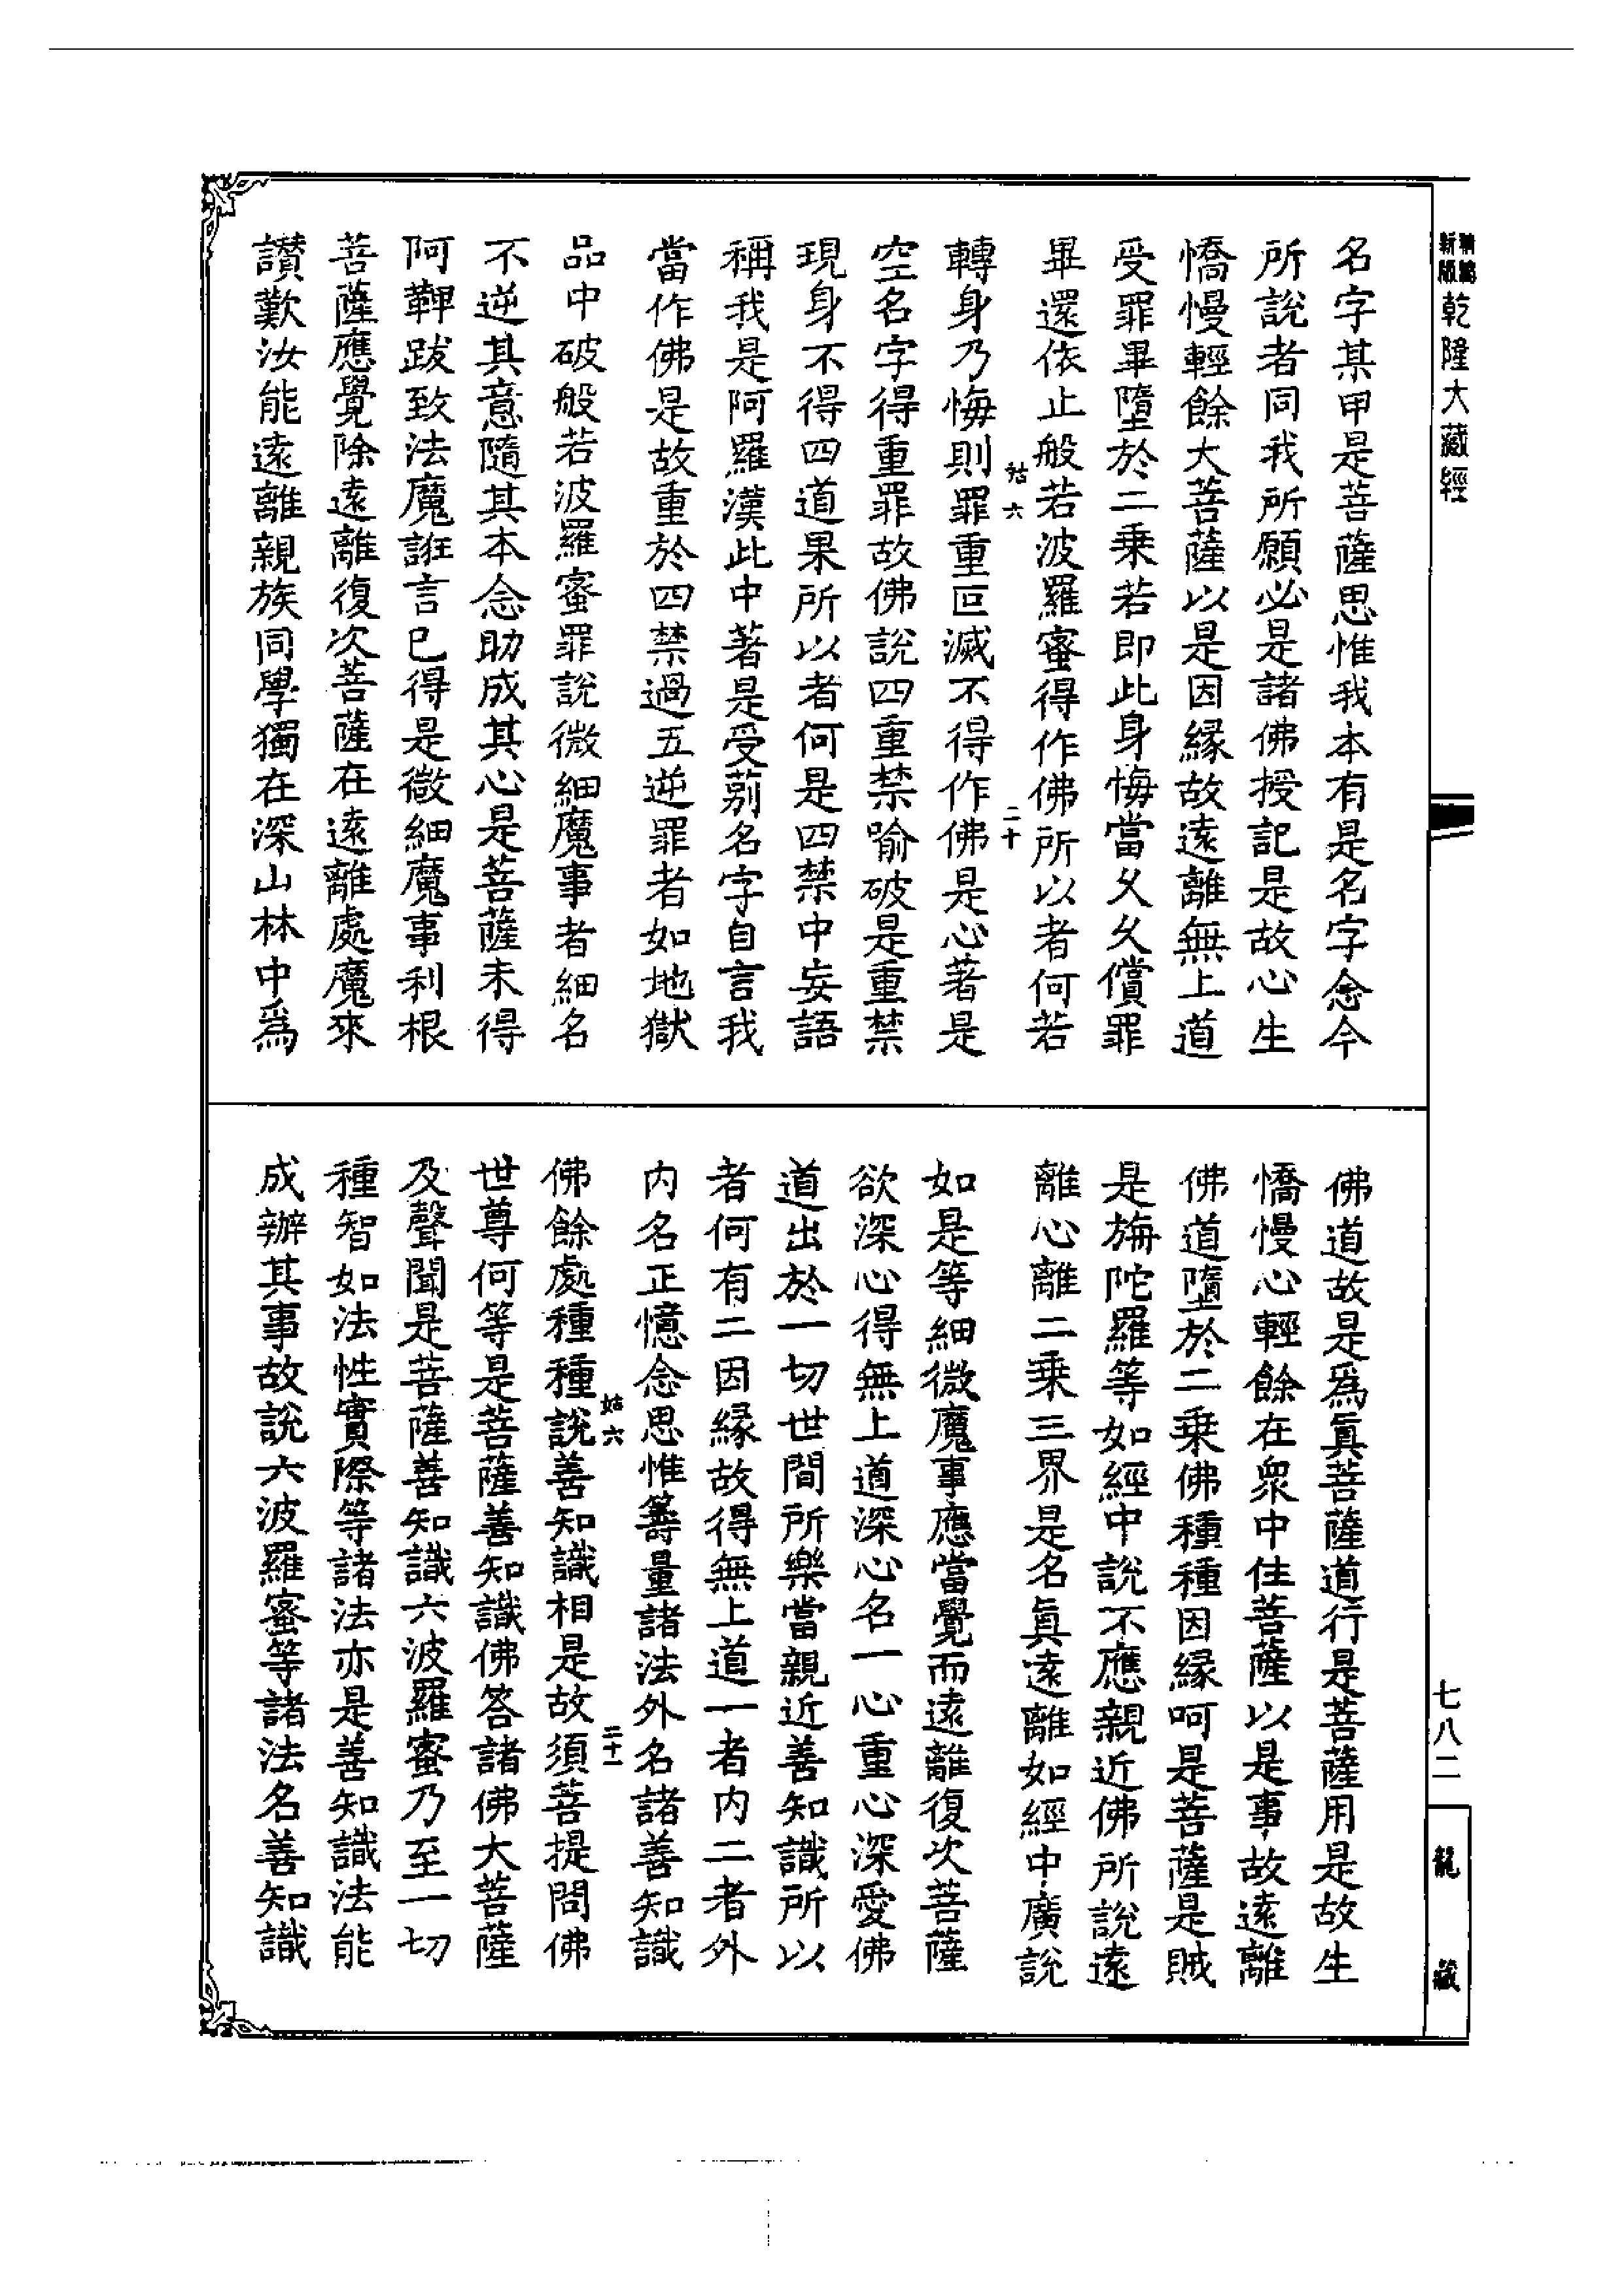 新版
精縮
乾隆大藏經
七八二
龍藏
名字某甲是菩薩思惟我本有是名字念今
所說者同我所願必是諸佛授記是故心生
憍慢輕餘大菩薩以是因緣故遠離無上道
受罪畢墮於二乘若即此身悔當久久償罪
畢還依止般若波羅蜜得作佛所以者何若
姑六
二十
轉身乃悔則罪重叵滅不得作佛是心著是
空名字得重罪故佛說四重禁喻破是重禁
現身不得四道果所以者何是四禁中妄語
稱我是阿羅漢此中著是受莂名字自言我
當作佛是故重於四禁過五逆罪者如地獄
品中破般若波羅蜜罪說微細魔事者細名
不逆其意隨其本念助成其心是菩薩未得
阿鞞跋致法魔誑言已得是微細魔事利根
菩薩應覺除遠離復次菩薩在遠離處魔來
讃歎汝能遠離親族同學獨在深山林中為
佛道故是為眞菩薩道行是菩薩用是故生
憍慢心輕餘在眾中住菩薩以是事故遠離
佛道墮於二乘佛種種因緣呵是菩薩是賊
是旃陀羅等如經中說不應親近佛所說遠
離心離二乘三界是名眞遠離如經中廣說
如是等細微魔事應當覺而遠離復次菩薩
欲深心得無上道深心名一心重心深愛佛
道出於一切世間所樂當親近善知識所以
者何有二因緣故得無上道一者內二者外
內名正憶念思惟籌量諸法外名諸善知識
姑六
二十一
佛餘處種種說善知識相是故須菩提問佛
世尊何等是菩薩善知識佛答諸佛大菩薩
及聲聞是菩薩善知識六波羅蜜乃至一切
種智如法性實際等諸法亦是善知識法能
成辦其事故說六波羅蜜等諸法名善知識